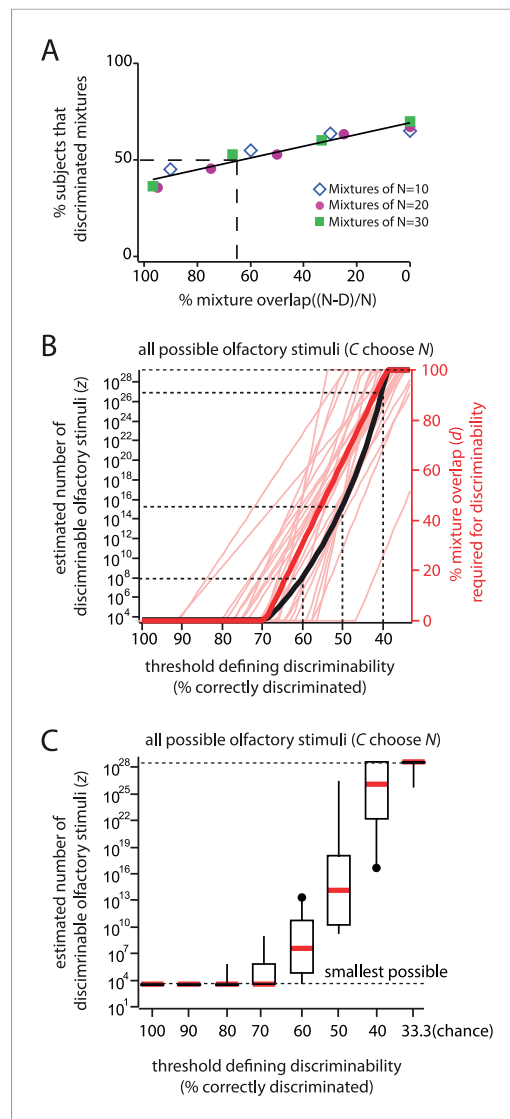 A
% subjects that
discriminated mixtures
100
50
0
Mixtures of N=10
Mixtures of N=20
Mixtures of N=30
100 80 60 40 20 0
% mixture overlap((N-D)/N)
B
all possible olfactory stimuli (C choose N)
estimated number of
discimrinable olfactory stimuli (z)
10^28
10^26
10^24
10^22
10^20
10^18
10^16
10^14
10^12
10^10
10^8
10^6
10^4
100
80
60
40
20
0
% mixture overlap (d)
required for discriminability
100 90 80 70 60 50 40
threshold defining discriminability
(% correctly discriminated)
C
all possible olfactory stimuli (C choose N)
estimated number of
discimrinable olfactory stimuli (z)
10^28
10^25
10^22
10^19
10^16
10^13
10^10
10^7
10^4
10^1
smallest possible
100 90 80 70 60 50 40 33.3(chance)
threshold defining discriminability
(% correctly discriminated)